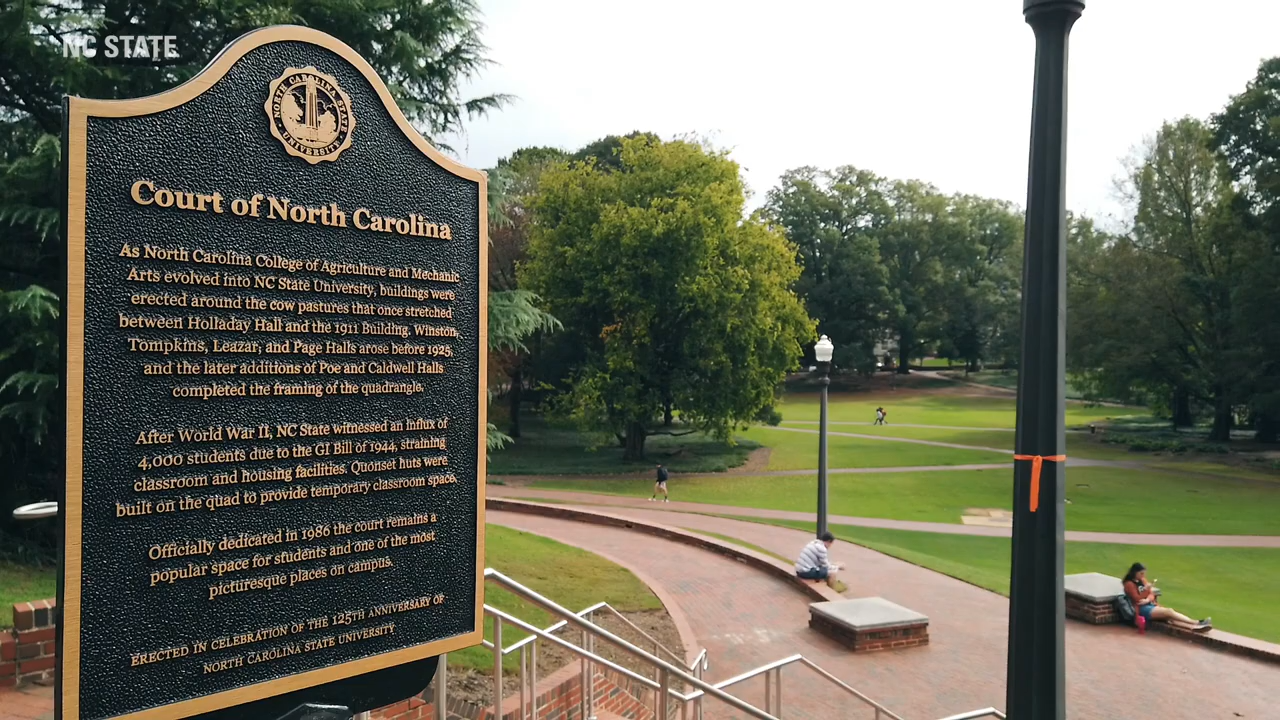 NC STATE
NORTH CAROLINA STATE UNIVERSITY
Court of North Carolina
As North Carolina College of Agriculture and Mechanic
Arts evolved into NC State University, buildings were
erected around the cow pastures that once stretched
between Holladay Hall and the 1911 Building. Winston,
Tompkins, Leazar, and Page Halls arose before 1925,
and the later additions of Poe and Caldwell Halls
completed the framing of the quadrangle.
After World War II, NC State witnessed an influx of
4,000 students due to the GI Bill of 1944, straining
classroom and housing facilities. Quonset huts were
built on the quad to provide temporary classroom space.
Officially dedicated in 1986 the court remains a
popular space for students and one of the most
picturesque places on campus.
ERECTED IN CELEBRATION OF THE 125TH ANNIVERSARY OF
NORTH CAROLINA STATE UNIVERSITY